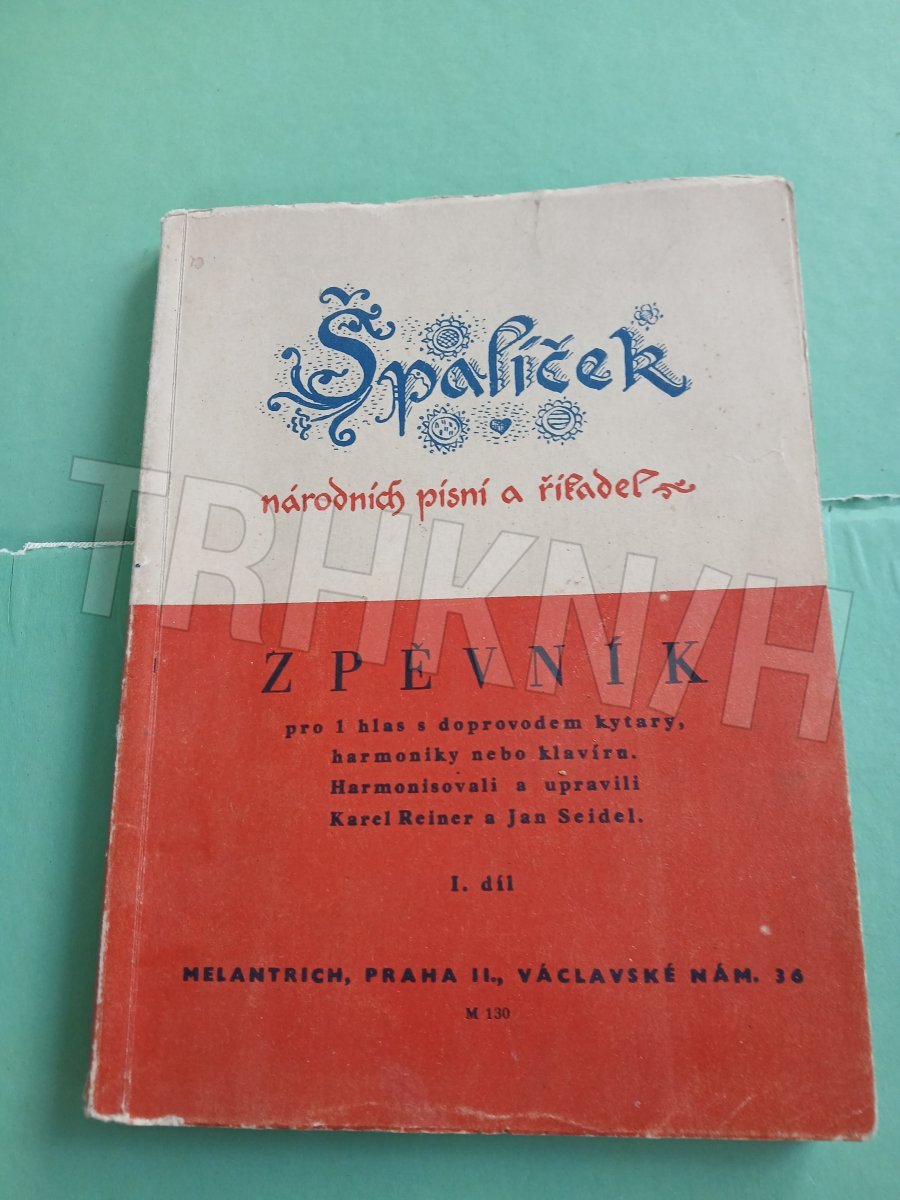 Špalíček
národních písní a říkadel
TRHKNIH
ZPĚVNÍK
pro 1 hlas s doprovodem kytary,
harmoniky nebo klavíru.
Harmonisovali a upravili
Karel Reiner a Jan Seidel.
I. díl
MELANTRICH, PRAHA II., VÁCLAVSKÉ NÁM. 36
M 130